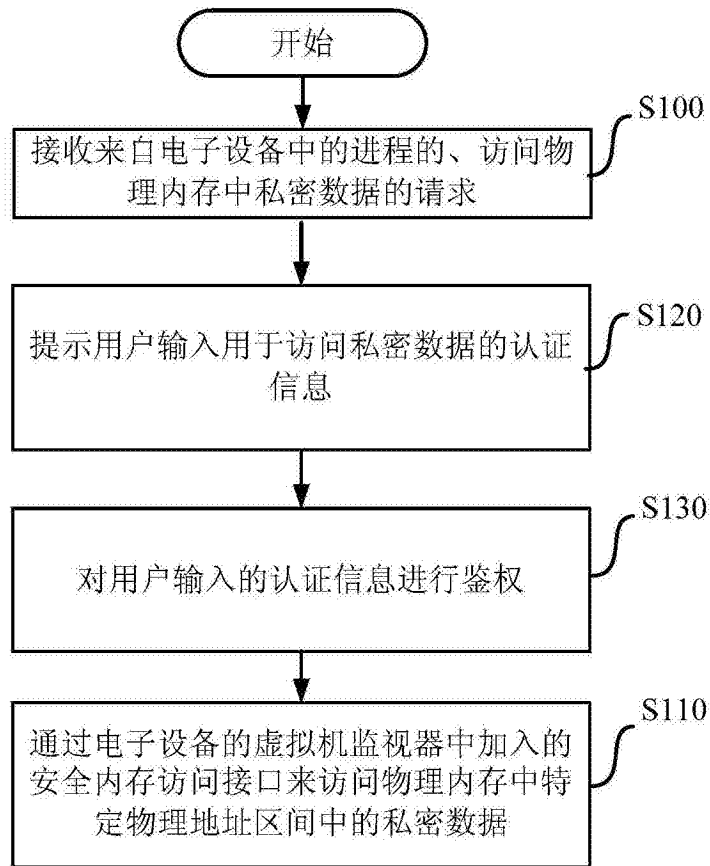 开始
S100
接收来自电子设备中的进程的、访问物
理内存中私密数据的请求
S120
提示用户输入用于访问私密数据的认证
信息
S130
对用户输入的认证信息进行鉴权
S110
通过电子设备的虚拟机监视器中加入的
安全内存访问接口来访问物理内存中特
定物理地址区间中的私密数据